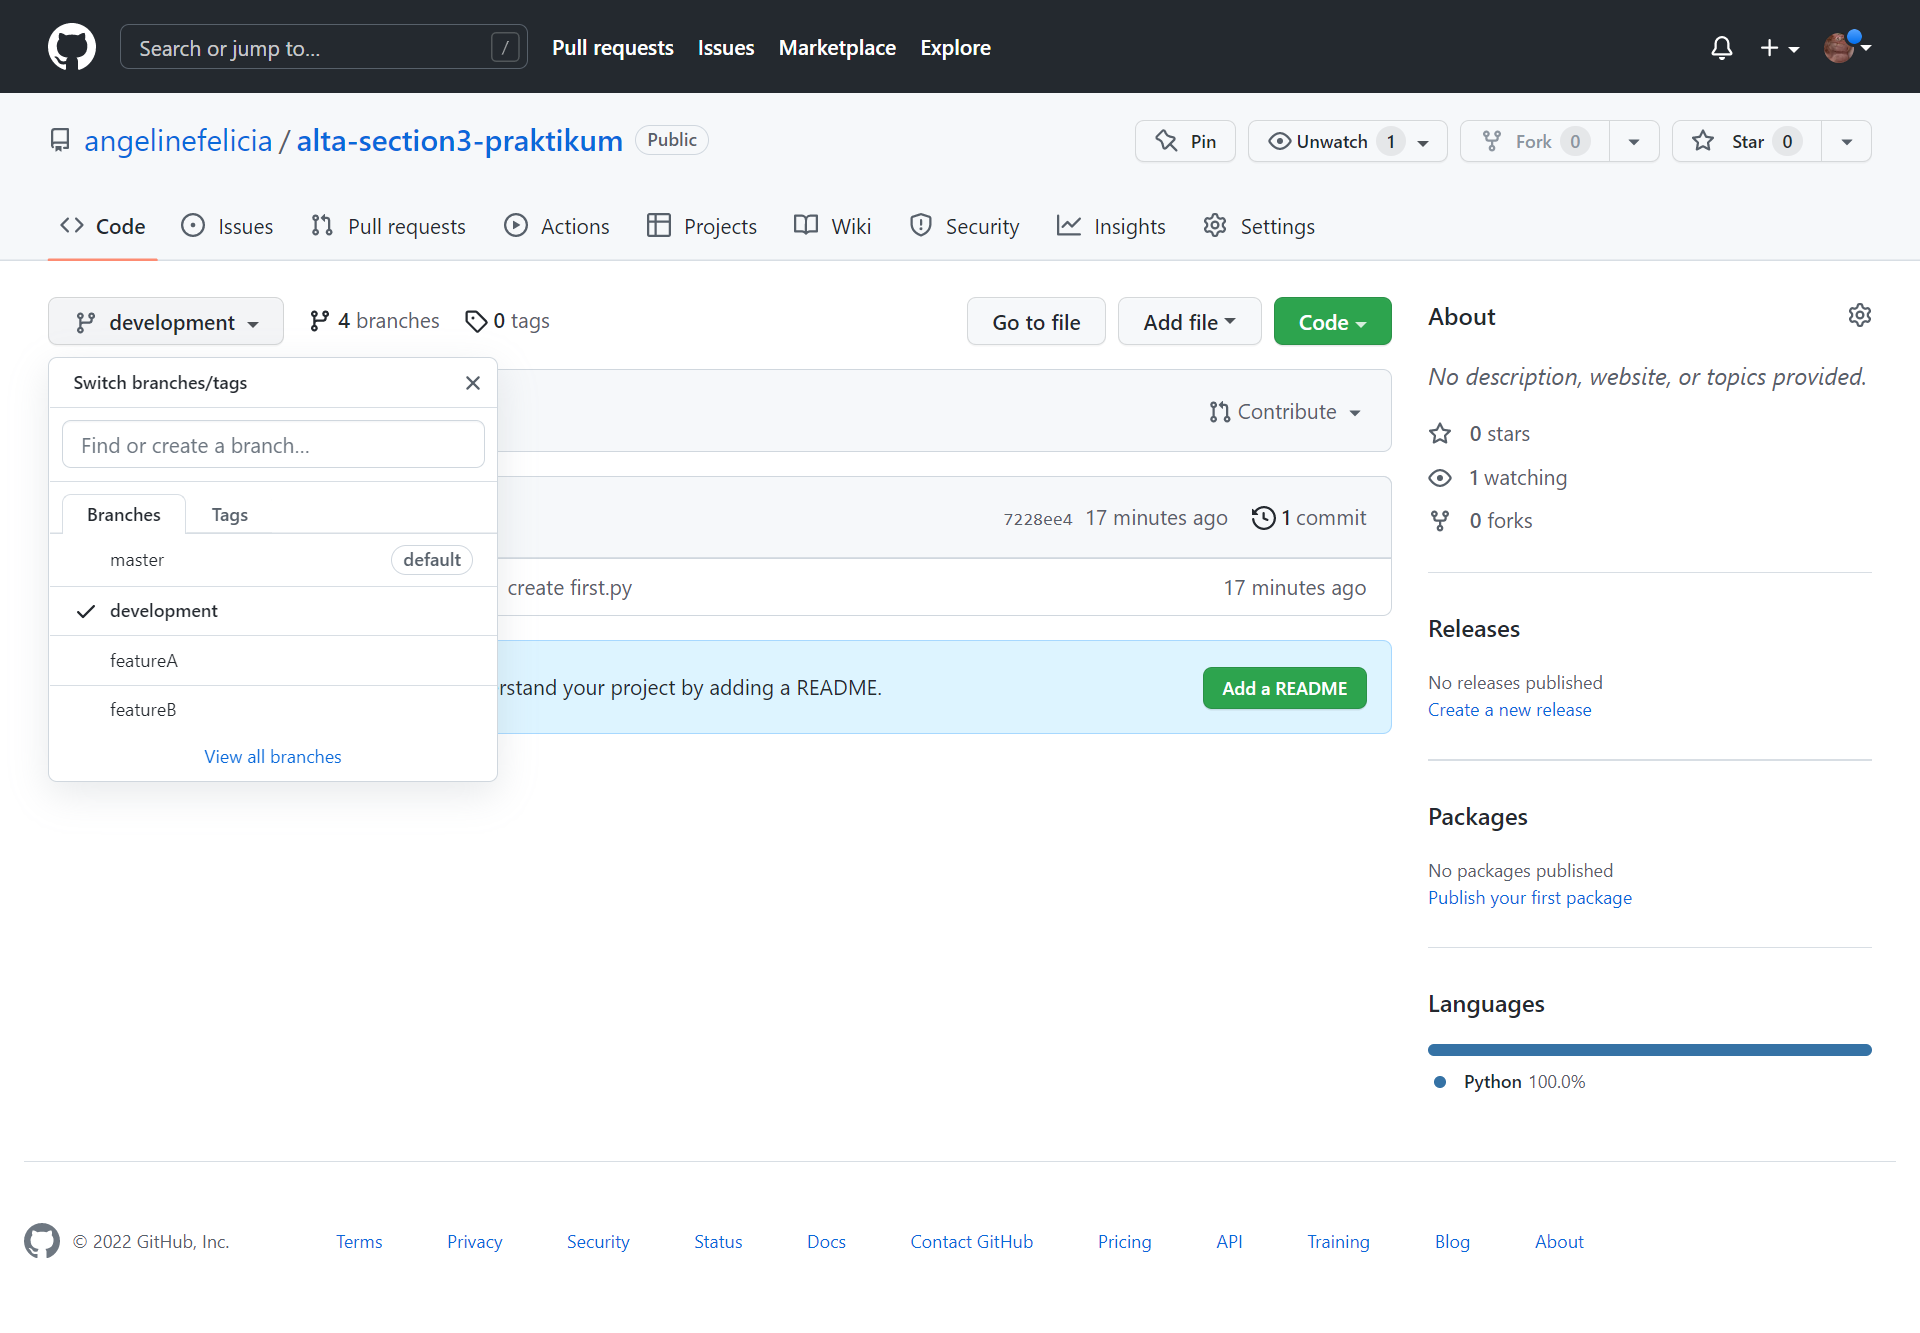 Search or jump to... /
Pull requests Issues Marketplace Explore
angelinefelicia / alta-section3-praktikum Public
Pin Unwatch 1 Fork 0 Star 0
Code Issues Pull requests Actions Projects Wiki Security Insights Settings
development 4 branches 0 tags Go to file Add file Code
Switch branches/tags
Find or create a branch...
Branches Tags
master default
development
featureA
featureB
View all branches
Contribute
7228ee4 17 minutes ago 1 commit
create first.py 17 minutes ago
rstand your project by adding a README. Add a README
About
No description, website, or topics provided.
0 stars
1 watching
0 forks
Releases
No releases published
Create a new release
Packages
No packages published
Publish your first package
Languages
Python 100.0%
© 2022 GitHub, Inc. Terms Privacy Security Status Docs Contact GitHub Pricing API Training Blog About